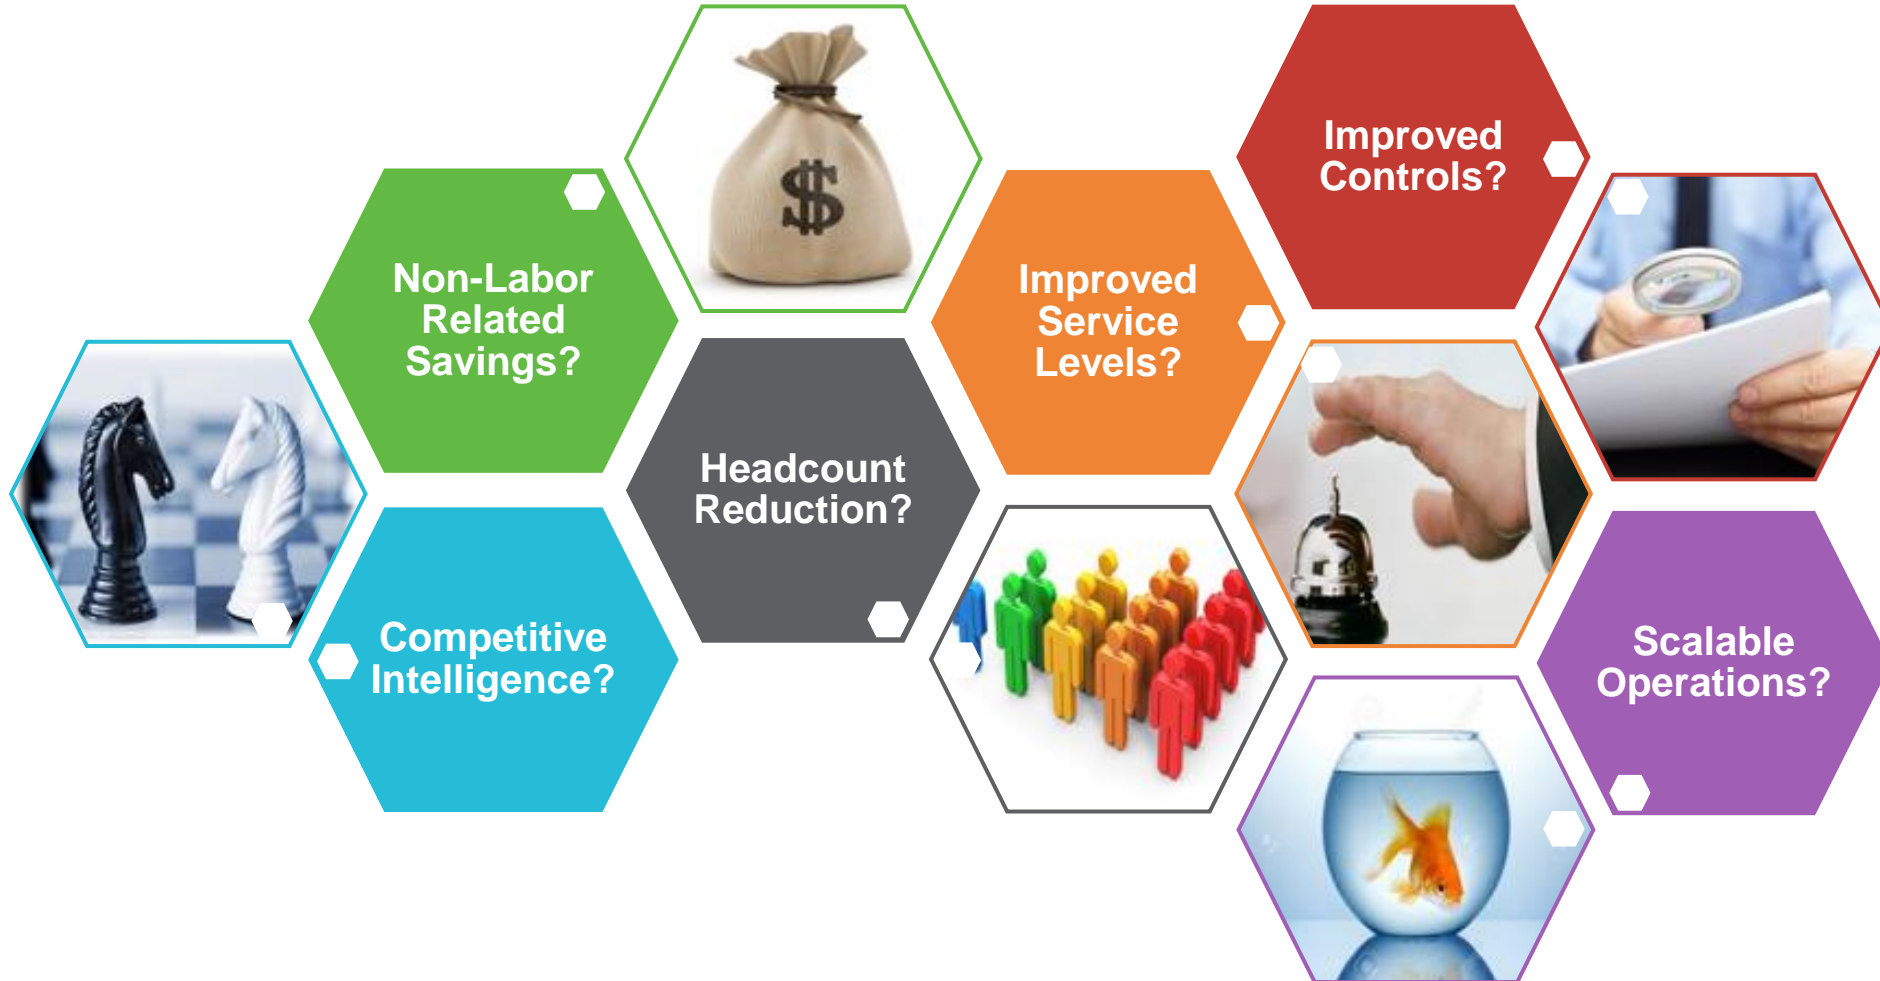 Improved
Controls?
Non-Labor
Related
Savings?
Improved
Service
Levels?
$
Headcount
Reduction?
Competitive
Intelligence?
Scalable
Operations?